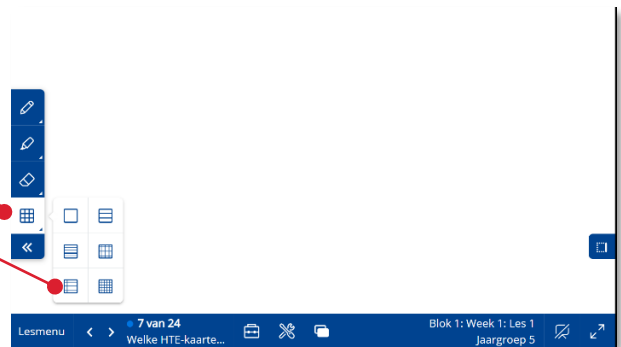 Lesmenu
7 van 24
Welke HTE-kaarte...
Blok 1: Week 1: Les 1
Jaargroep 5